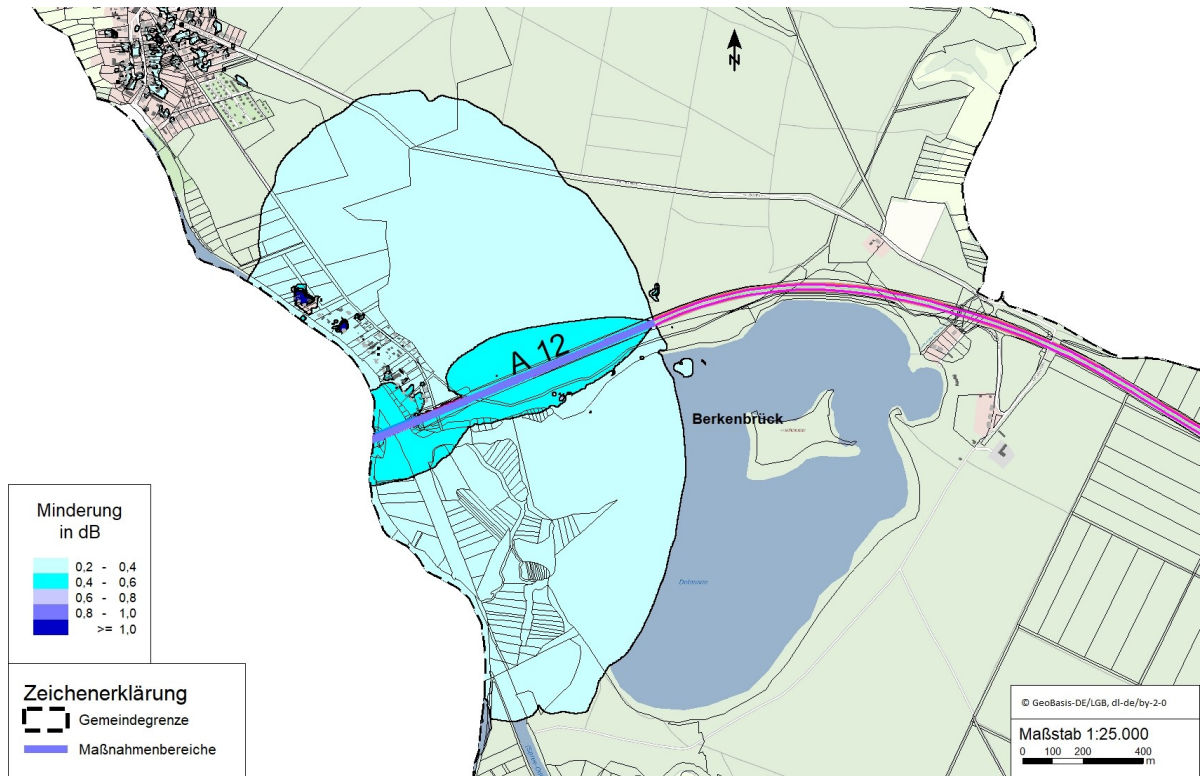 N
A 12
Berkenbrück
Minderung
in dB
0,2 - 0,4
0,4 - 0,6
0,6 - 0,8
0,8 - 1,0
>= 1,0
Zeichenerklärung
Gemeindegrenze
Maßnahmenbereiche
© GeoBasis-DE/LGB, dl-de/by-2-0
Maßstab 1:25.000
0 100 200 400
m